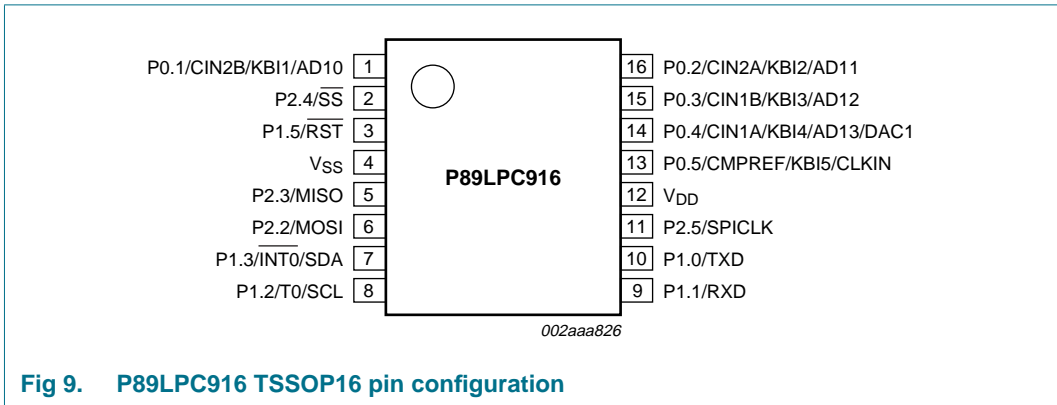 P0.1/CIN2B/KBI1/AD10 1
P2.4/S̅S̅ 2
P1.5/R̅S̅T̅ 3
VSS 4
P2.3/MISO 5
P2.2/MOSI 6
P1.3/I̅N̅T̅0̅/SDA 7
P1.2/T0/SCL 8
P89LPC916
16 P0.2/CIN2A/KBI2/AD11
15 P0.3/CIN1B/KBI3/AD12
14 P0.4/CIN1A/KBI4/AD13/DAC1
13 P0.5/CMPREF/KBI5/CLKIN
12 VDD
11 P2.5/SPICLK
10 P1.0/TXD
9 P1.1/RXD
002aaa826
Fig 9. P89LPC916 TSSOP16 pin configuration